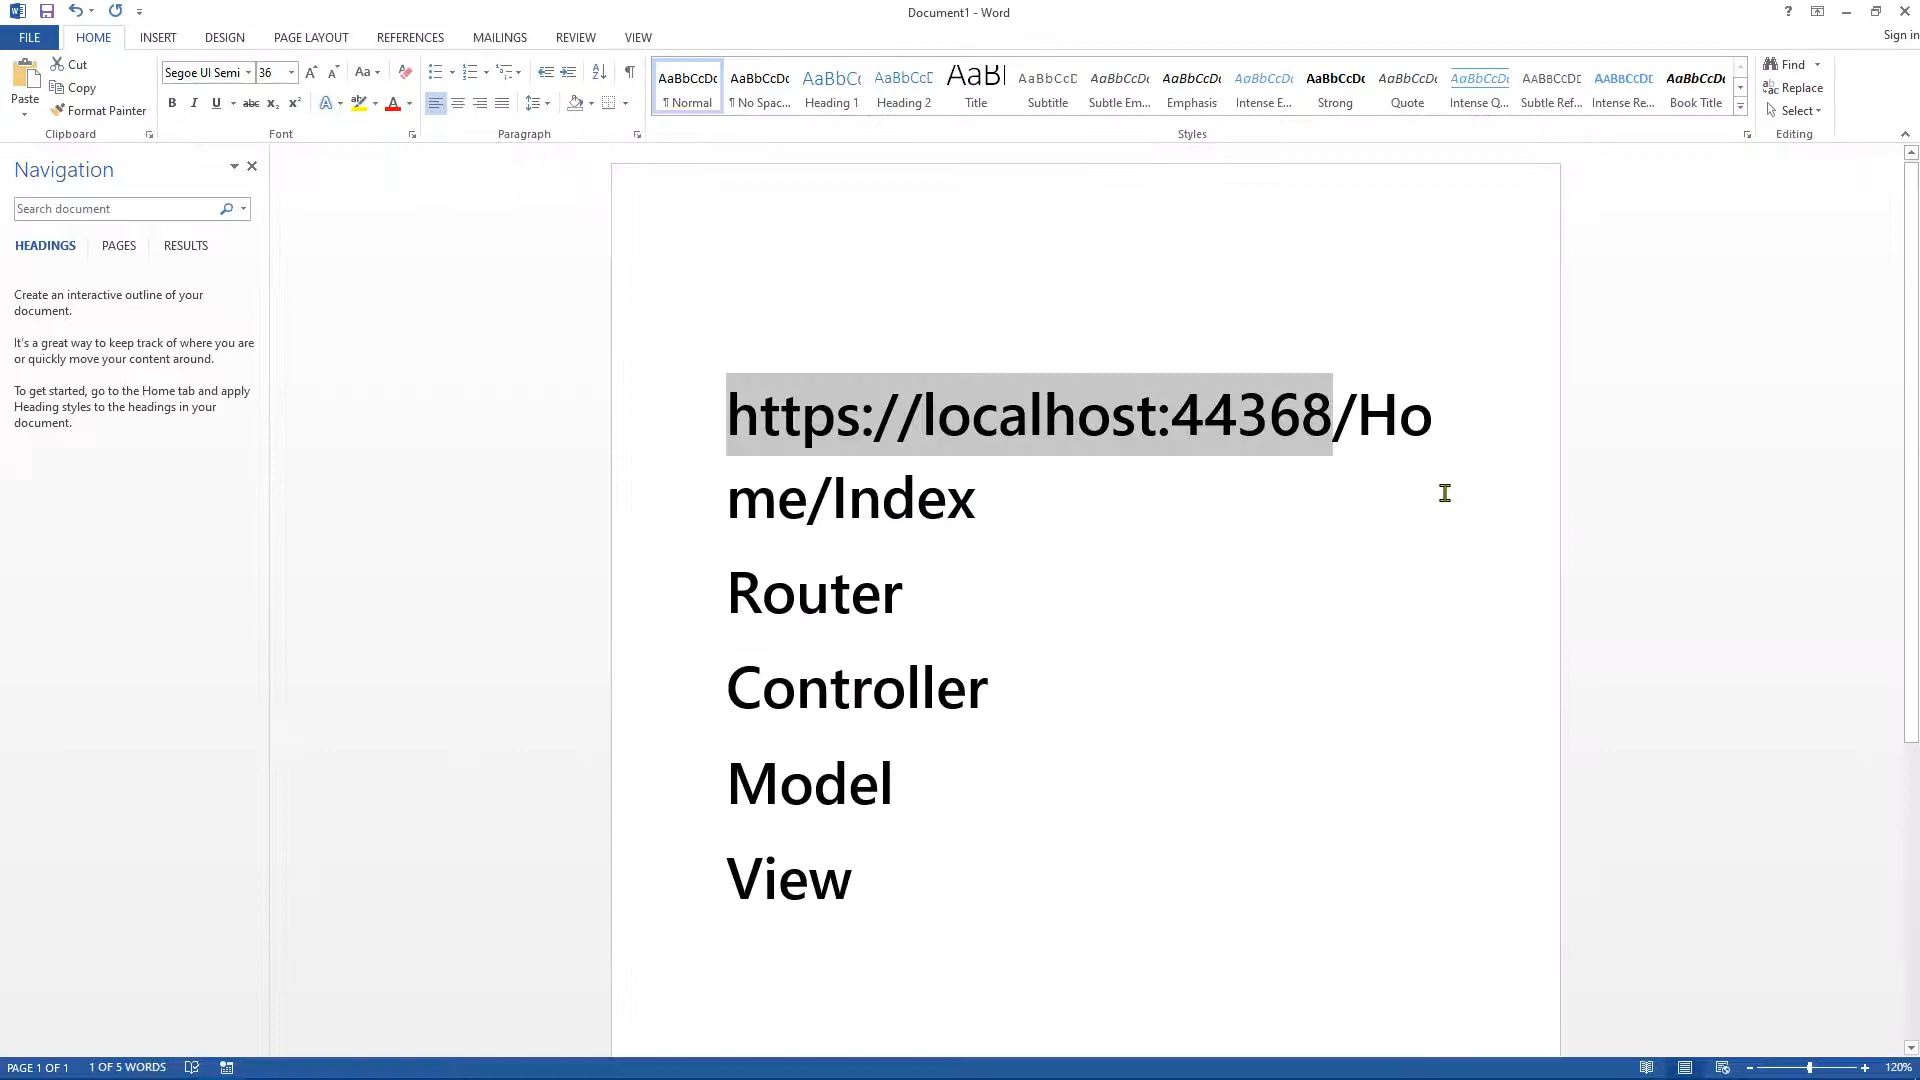 Document1 - Word
?
Sign in
FILE HOME INSERT DESIGN PAGE LAYOUT REFERENCES MAILINGS REVIEW VIEW
Paste
Cut
Copy
Format Painter
Clipboard
Segoe UI Semi 36
Aa
B I U abc x₂ x²
Font
Paragraph
AaBbCcDc AaBbCcDc AaBbCc AaBbCcD AaBl AaBbCcD AaBbCcDc AaBbCcDc AaBbCcDc AaBbCcDc AaBbCcDc AaBbCcDc AABBCCDE AABBCCDE AaBbCcDc
¶ Normal ¶ No Spac... Heading 1 Heading 2 Title Subtitle Subtle Em... Emphasis Intense E... Strong Quote Intense Q... Subtle Ref... Intense Re... Book Title
Styles
Find
Replace
Select
Editing
Navigation
Search document
HEADINGS PAGES RESULTS
Create an interactive outline of your
document.
It's a great way to keep track of where you are
or quickly move your content around.
To get started, go to the Home tab and apply
Heading styles to the headings in your
document.
https://localhost:44368/Ho
me/Index
Router
Controller
Model
View
PAGE 1 OF 1 1 OF 5 WORDS
120%